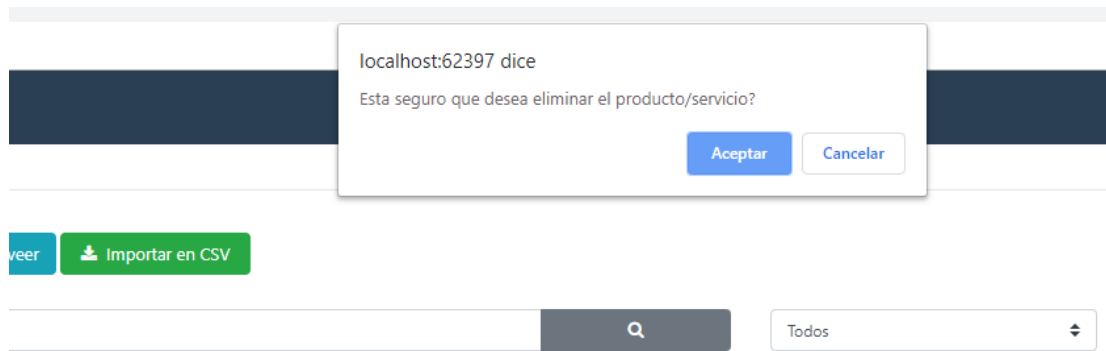 localhost:62397 dice
Esta seguro que desea eliminar el producto/servicio?
Aceptar
Cancelar
veer
Importar en CSV
Todos